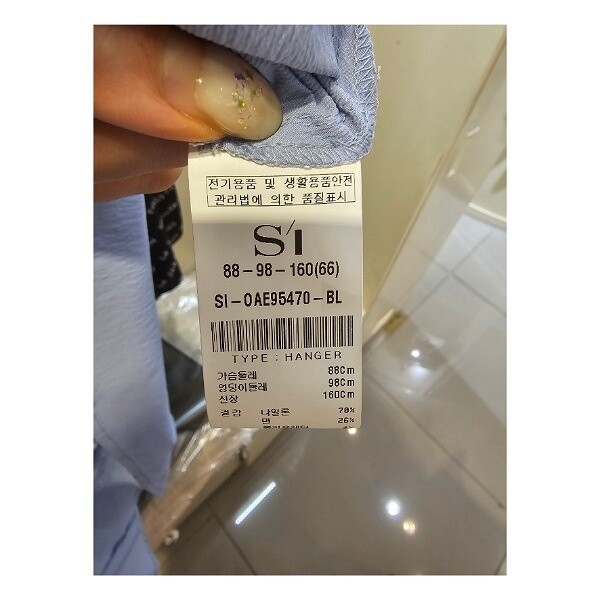 전기용품 및 생활용품안전
관리법에 의한 품질표시
S/I
88-98-160(66)
SI-0AE95470-BL
TYPE : HANGER
가슴둘레 88Cm
엉덩이둘레 98Cm
신장 160Cm
겉감 나일론 70%
면 26%